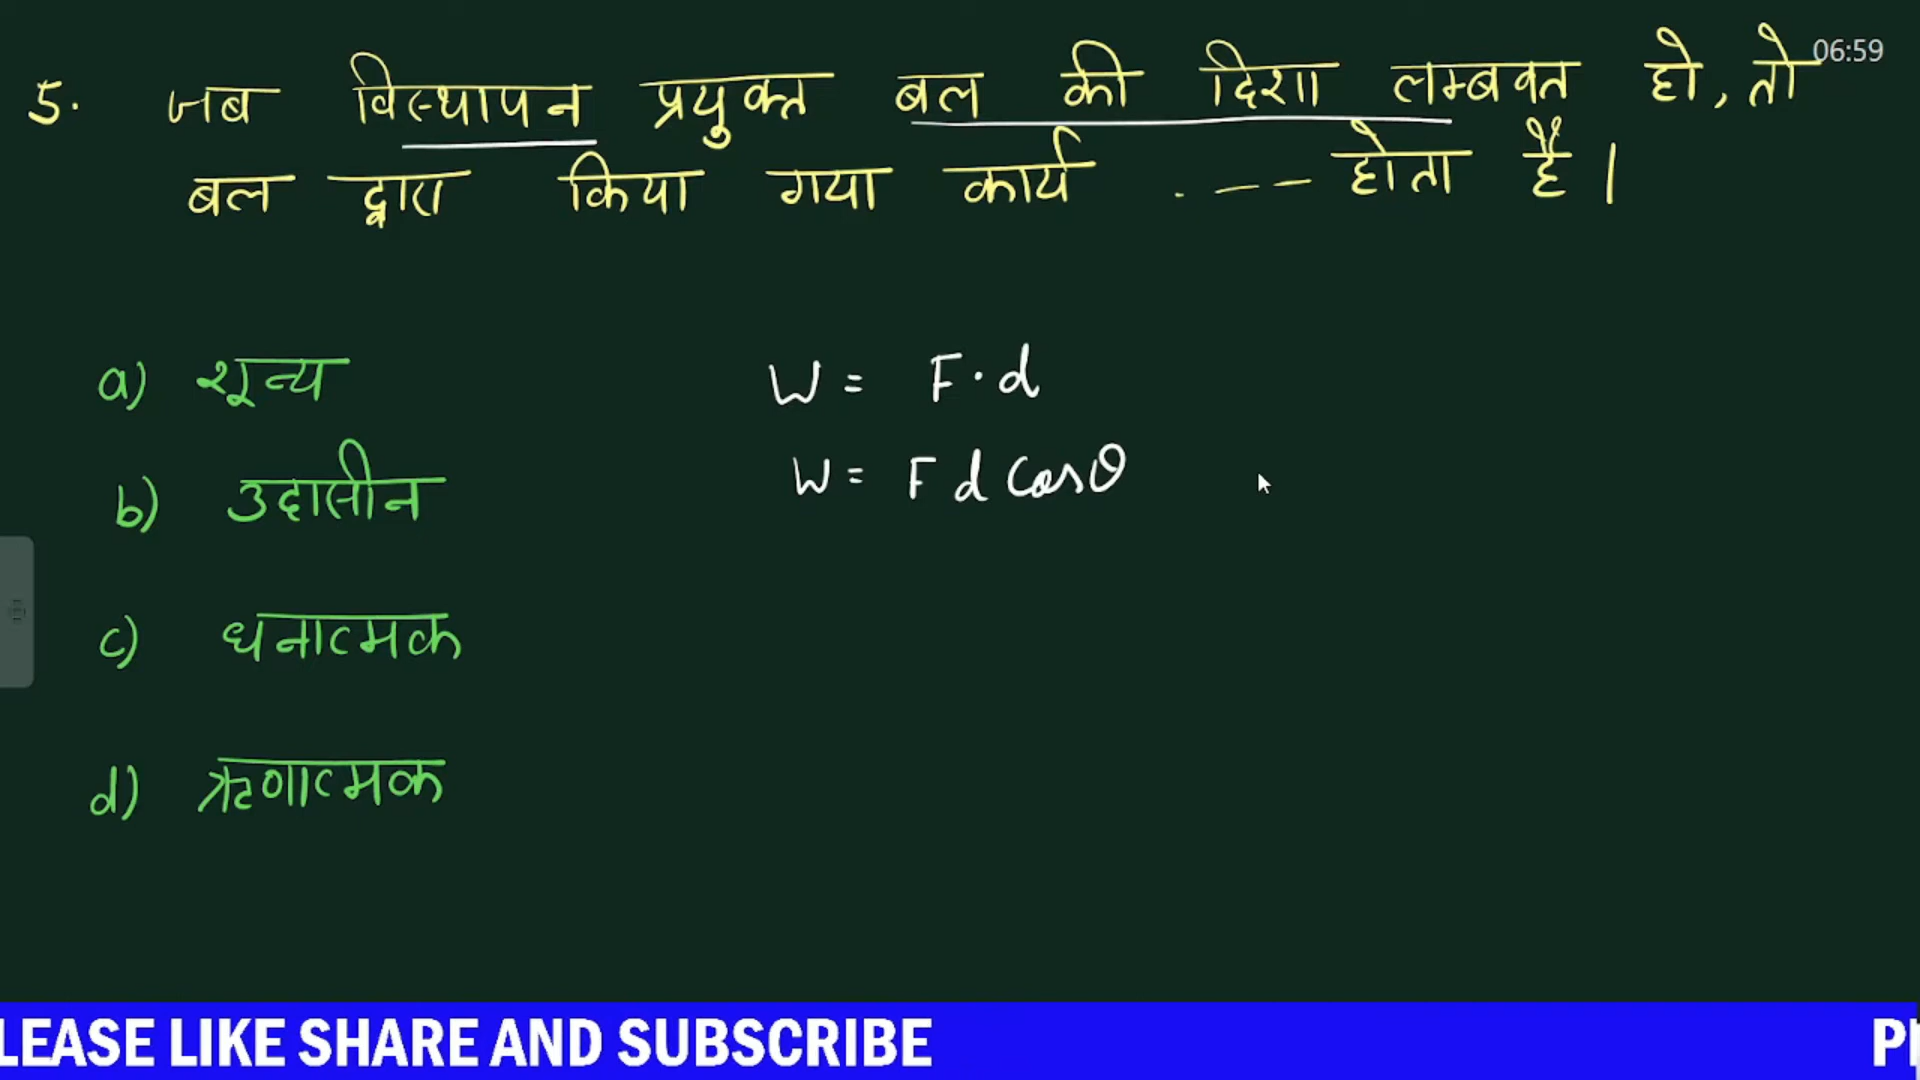 06:59
5. जब विस्थापन प्रयुक्त बल की दिशा लम्बवत हो, तो
बल द्वारा किया गया कार्य . --- होता है।
a) शून्य
W = F·d
b) उदासीन
W = F d Cosθ
c) धनात्मक
d) ऋणात्मक
LEASE LIKE SHARE AND SUBSCRIBE